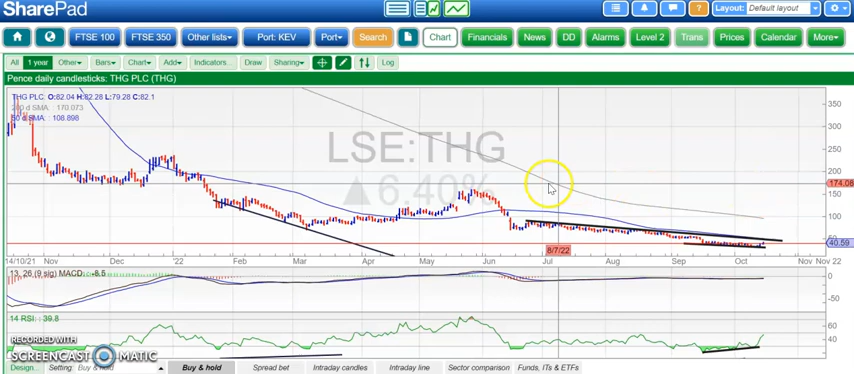 SharePad
Layout: Default layout
FTSE 100 FTSE 350 Other lists Port: KEV Port Search Chart Financials News DD Alarms Level 2 Trans Prices Calendar More
All 1 year Other Bars Chart Add Indicators... Draw Sharing Log
Pence daily candlesticks: THG PLC (THG)
THG PLC O:82.04 H:82.28 L:79.28 C:82.1
200 d SMA: 170.073
50 d SMA: 108.898
LSE:THG
▲6.40%
350
300
250
200
174.08
150
100
50
40.59
8/7/22
14/10/21 Nov Dec '22 Feb Mar Apr May Jun Jul Aug Sep Oct Nov Nov 22
13, 26 (9 sig) MACD: -8.5
0
-50
14 RSI: 39.8
60
40
RECORDED WITH
SCREENCAST MATIC
Design... Setting: Buy & hold Buy & hold Spread bet Intraday candles Intraday line Sector comparison Funds, ITs & ETFs